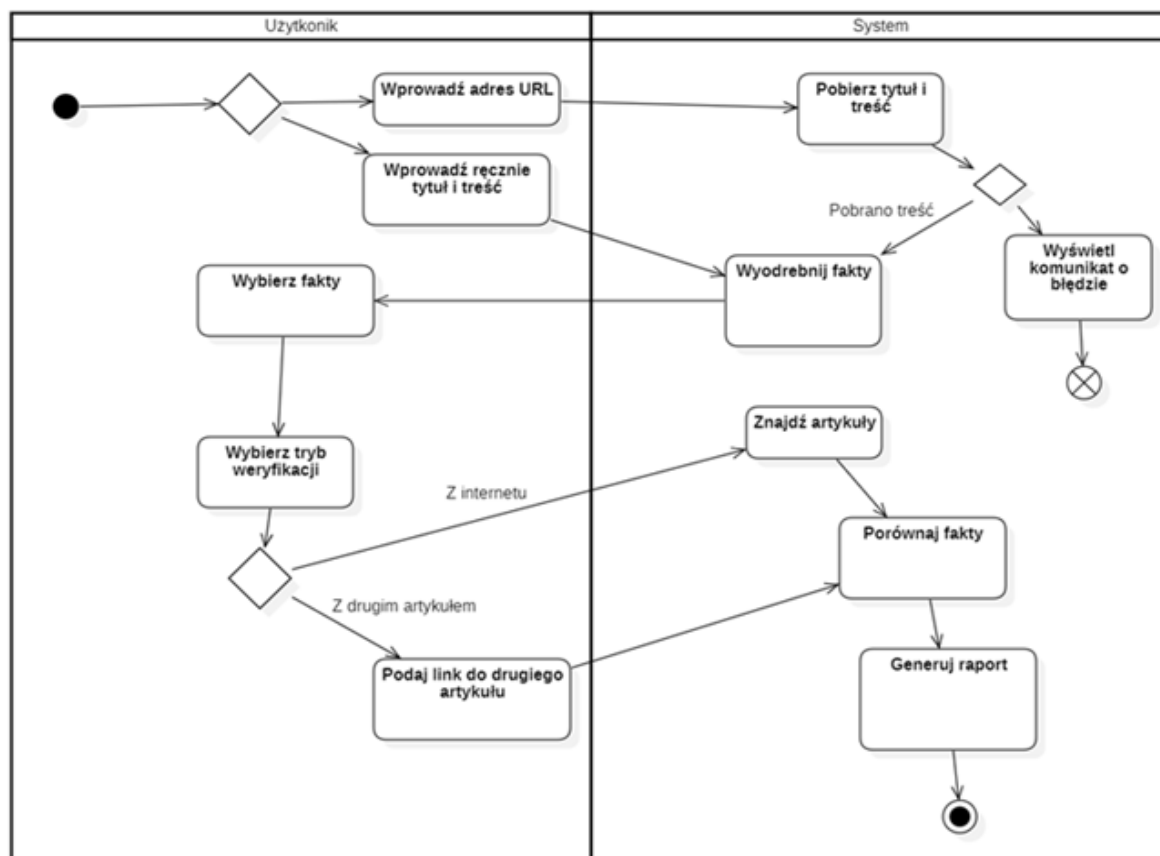 Użytkonik
System
Wprowadź adres URL
Pobierz tytuł i
treść
Wprowadź ręcznie
tytuł i treść
Pobrano treść
Wyświetl
komunikat o
błędzie
Wybierz fakty
Wyodrebnij fakty
Znajdź artykuły
Wybierz tryb
weryfikacji
Z internetu
Porównaj fakty
Z drugim artykułem
Podaj link do drugiego
artykułu
Generuj raport